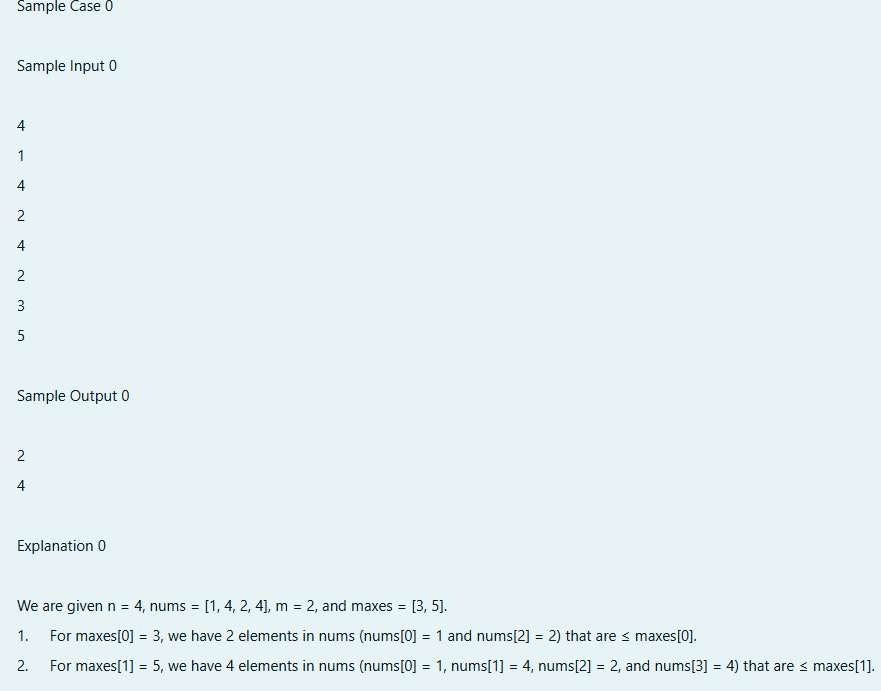 Sample Case 0
Sample Input 0
4
1
4
2
4
2
3
5
Sample Output 0
2
4
Explanation 0
We are given n = 4, nums = [1, 4, 2, 4], m = 2, and maxes = [3, 5].
1. For maxes[0] = 3, we have 2 elements in nums (nums[0] = 1 and nums[2] = 2) that are ≤ maxes[0].
2. For maxes[1] = 5, we have 4 elements in nums (nums[0] = 1, nums[1] = 4, nums[2] = 2, and nums[3] = 4) that are ≤ maxes[1].